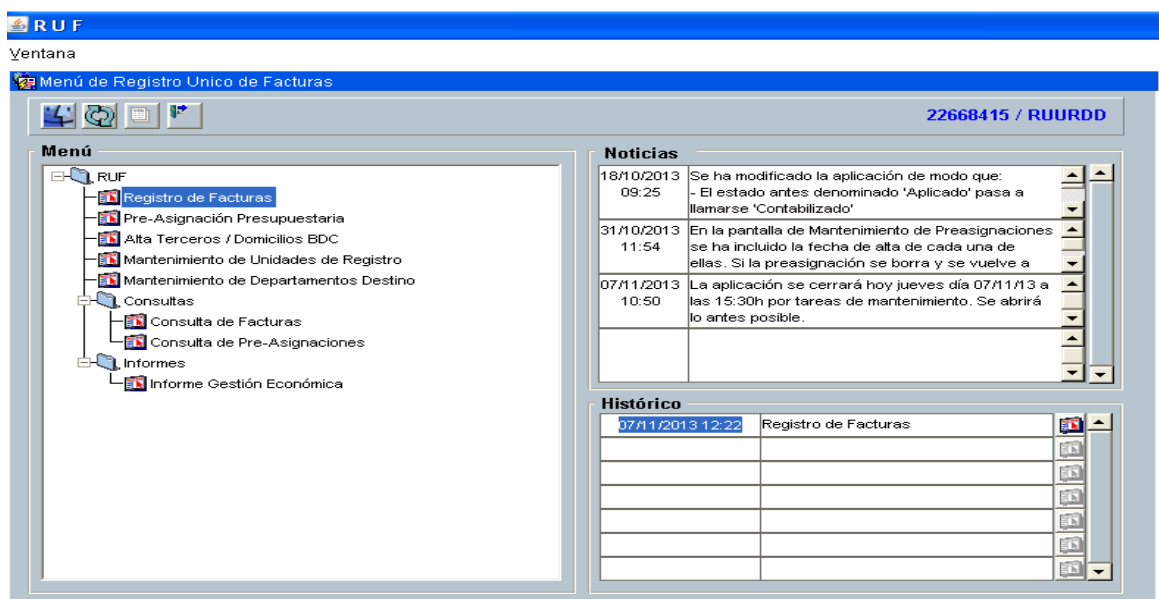 R U F
Ventana
Menú de Registro Unico de Facturas
22668415 / RUURDD
Menú
RUF
Registro de Facturas
Pre-Asignación Presupuestaria
Alta Terceros / Domicilios BDC
Mantenimiento de Unidades de Registro
Mantenimiento de Departamentos Destino
Consultas
Consulta de Facturas
Consulta de Pre-Asignaciones
Informes
Informe Gestión Económica
Noticias
18/10/2013 Se ha modificado la aplicación de modo que:
09:25 - El estado antes denominado 'Aplicado' pasa a
llamarse 'Contabilizado'
31/10/2013 En la pantalla de Mantenimiento de Preasignaciones
11:54 se ha incluido la fecha de alta de cada una de
ellas. Si la preasignación se borra y se vuelve a
07/11/2013 La aplicación se cerrará hoy jueves día 07/11/13 a
10:50 las 15:30h por tareas de mantenimiento. Se abrirá
lo antes posible.
Histórico
07/11/2013 12:22 Registro de Facturas